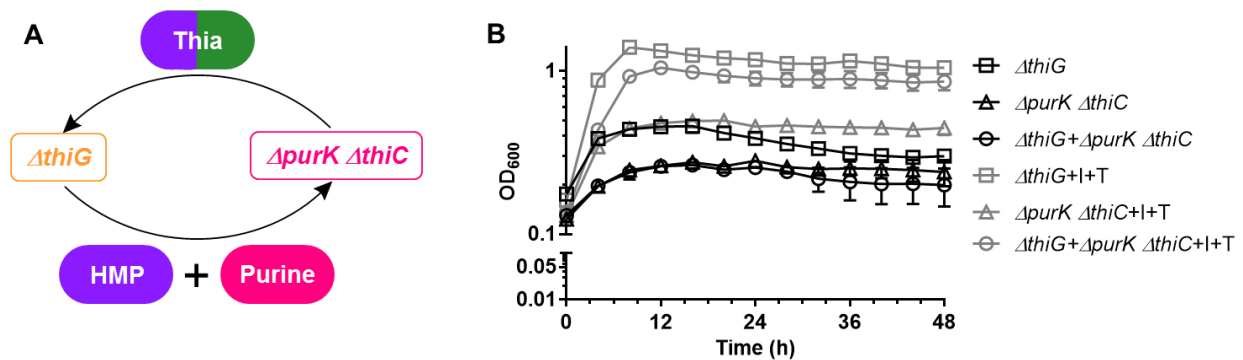 A
Thia
ΔthiG
ΔpurK ΔthiC
HMP + Purine
B
OD600
1
0.1
0.05
0.01
0 12 24 36 48
Time (h)
ΔthiG
ΔpurK ΔthiC
ΔthiG+ΔpurK ΔthiC
ΔthiG+I+T
ΔpurK ΔthiC+I+T
ΔthiG+ΔpurK ΔthiC+I+T